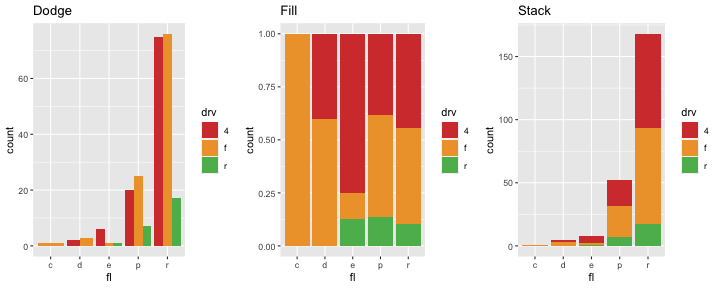 Dodge
count
60
40
20
0
c d e p r
fl
drv
4
f
r
Fill
count
1.00
0.75
0.50
0.25
0.00
c d e p r
fl
drv
4
f
r
Stack
count
150
100
50
0
c d e p r
fl
drv
4
f
r